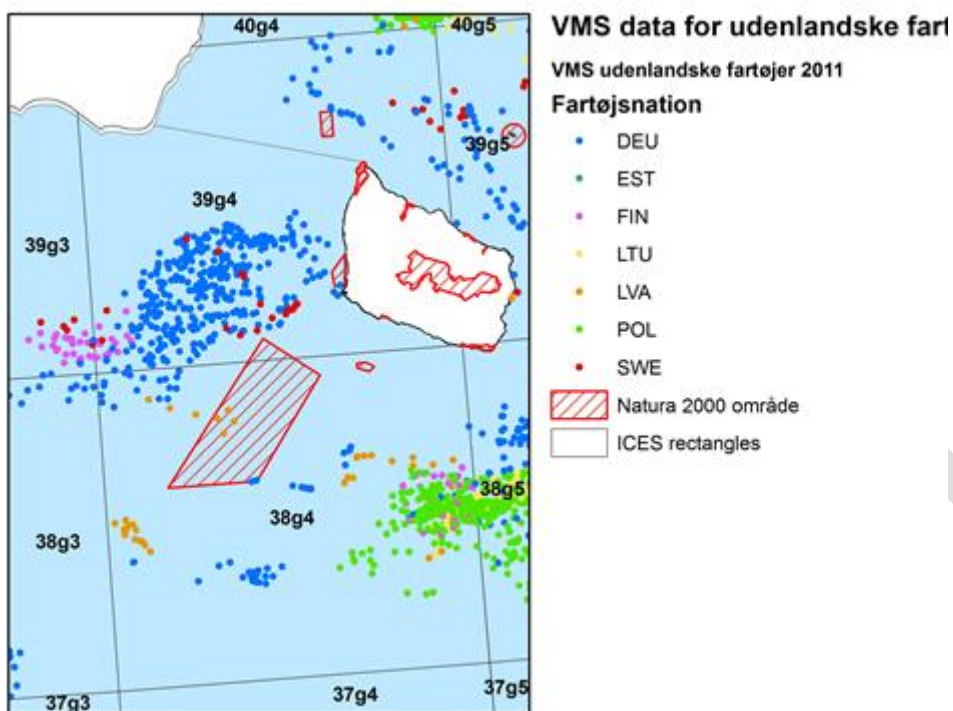 40g4
40g5
39g5
39g4
39g3
38g5
38g4
38g3
37g3
37g4
37g5
VMS data for udenlandske fart
VMS udenlandske fartøjer 2011
Fartøjsnation
DEU
EST
FIN
LTU
LVA
POL
SWE
Natura 2000 område
ICES rectangles